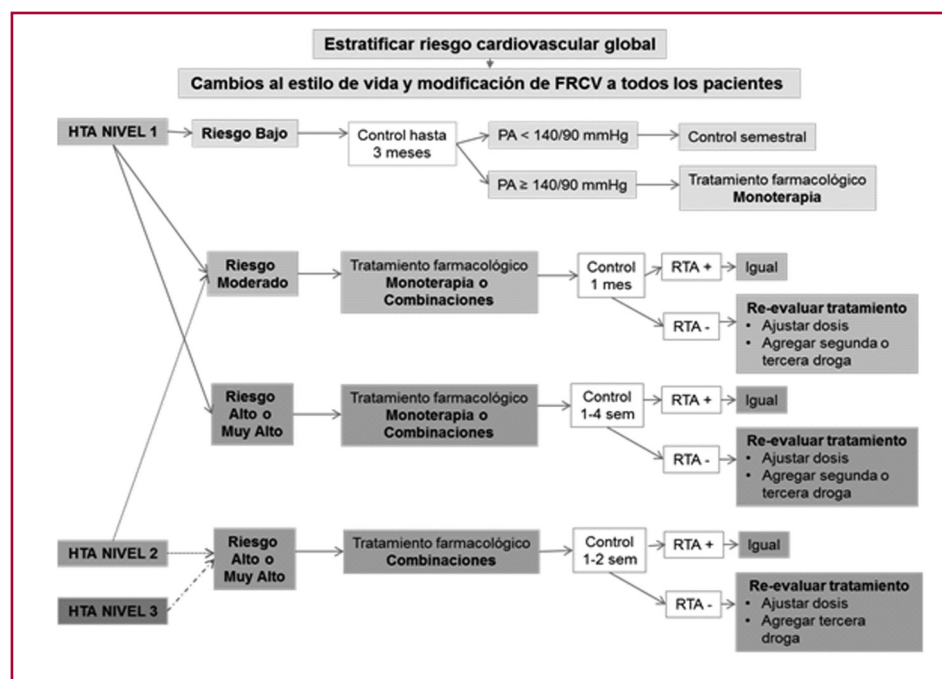 Estratificar riesgo cardiovascular global
Cambios al estilo de vida y modificación de FRCV a todos los pacientes
HTA NIVEL 1
Riesgo Bajo
Control hasta
3 meses
PA < 140/90 mmHg
Control semestral
PA ≥ 140/90 mmHg
Tratamiento farmacológico
Monoterapia
Riesgo
Moderado
Tratamiento farmacológico
Monoterapia o
Combinaciones
Control
1 mes
RTA +
Igual
RTA -
Re-evaluar tratamiento
• Ajustar dosis
• Agregar segunda o
tercera droga
Riesgo
Alto o
Muy Alto
Tratamiento farmacológico
Monoterapia o
Combinaciones
Control
1-4 sem
RTA +
Igual
RTA -
Re-evaluar tratamiento
• Ajustar dosis
• Agregar segunda o
tercera droga
HTA NIVEL 2
HTA NIVEL 3
Riesgo
Alto o
Muy Alto
Tratamiento farmacológico
Combinaciones
Control
1-2 sem
RTA +
Igual
RTA -
Re-evaluar tratamiento
• Ajustar dosis
• Agregar tercera
droga